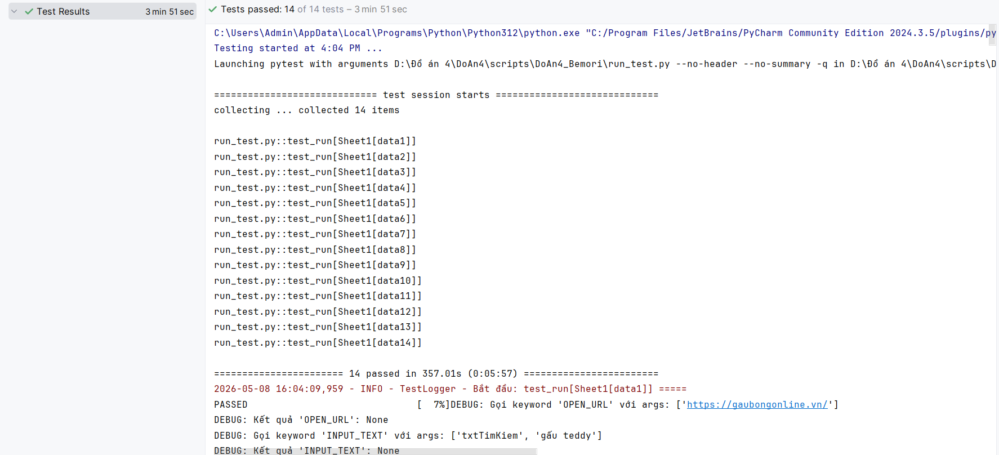 Test Results 3 min 51 sec
Tests passed: 14 of 14 tests – 3 min 51 sec
C:\Users\Admin\AppData\Local\Programs\Python\Python312\python.exe "C:/Program Files/JetBrains/PyCharm Community Edition 2024.3.5/plugins/py
Testing started at 4:04 PM ...
Launching pytest with arguments D:\Đồ án 4\DoAn4\scripts\DoAn4_Bemori\run_test.py --no-header --no-summary -q in D:\Đồ án 4\DoAn4\scripts\D
============================= test session starts =============================
collecting ... collected 14 items
run_test.py::test_run[Sheet1[data1]]
run_test.py::test_run[Sheet1[data2]]
run_test.py::test_run[Sheet1[data3]]
run_test.py::test_run[Sheet1[data4]]
run_test.py::test_run[Sheet1[data5]]
run_test.py::test_run[Sheet1[data6]]
run_test.py::test_run[Sheet1[data7]]
run_test.py::test_run[Sheet1[data8]]
run_test.py::test_run[Sheet1[data9]]
run_test.py::test_run[Sheet1[data10]]
run_test.py::test_run[Sheet1[data11]]
run_test.py::test_run[Sheet1[data12]]
run_test.py::test_run[Sheet1[data13]]
run_test.py::test_run[Sheet1[data14]]
======================= 14 passed in 357.01s (0:05:57) ========================
2026-05-08 16:04:09,959 - INFO - TestLogger - Bắt đầu: test_run[Sheet1[data1]] =====
PASSED                              [  7%]DEBUG: Gọi keyword 'OPEN_URL' với args: ['https://gaubongonline.vn/']
DEBUG: Kết quả 'OPEN_URL': None
DEBUG: Gọi keyword 'INPUT_TEXT' với args: ['txtTimKiem', 'gấu teddy']
DEBUG: Kết quả 'INPUT_TEXT': None